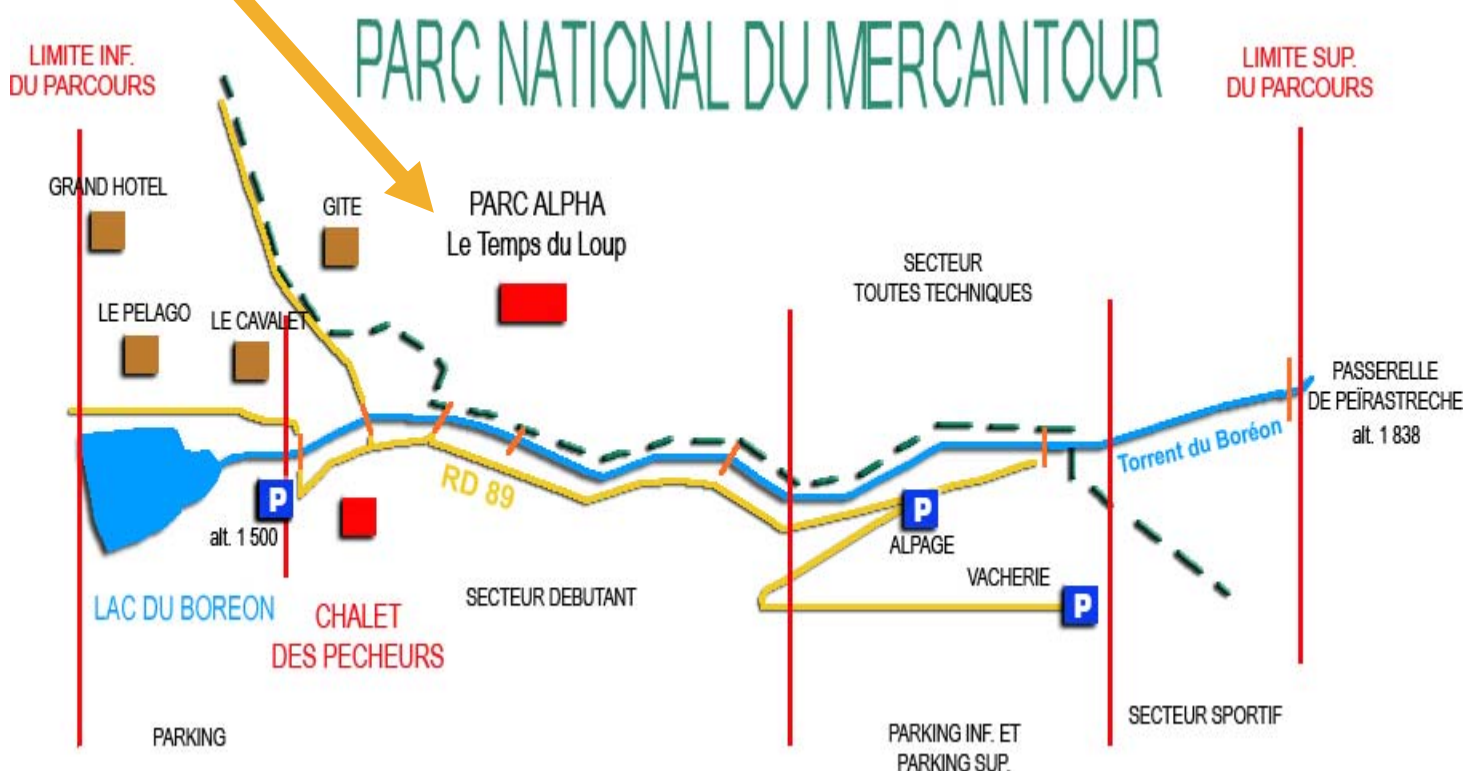 PARC NATIONAL DU MERCANTOUR
LIMITE INF.
DU PARCOURS
LIMITE SUP.
DU PARCOURS
GRAND HOTEL
GITE
PARC ALPHA
Le Temps du Loup
SECTEUR
TOUTES TECHNIQUES
LE PELAGO
LE CAVALET
PASSERELLE
DE PEÏRASTRECHE
alt. 1 838
Torrent du Boréon
RD 89
P
alt. 1 500
P
ALPAGE
VACHERIE
P
LAC DU BOREON
CHALET
DES PECHEURS
SECTEUR DEBUTANT
PARKING
PARKING INF. ET
PARKING SUP.
SECTEUR SPORTIF